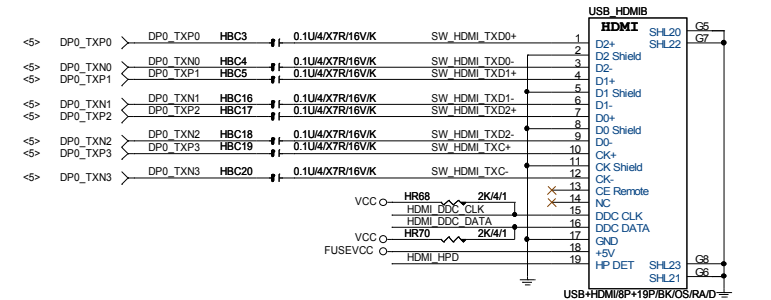 USB_HDMIB
HDMI
<5> DP0_TXP0 DP0_TXP0 HBC3 0.1U/4/X7R/16V/K SW_HDMI_TXD0+ 1 D2+ SHL20 G5
SHL22 G7
2 D2 Shield
<5> DP0_TXN0 DP0_TXN0 HBC4 0.1U/4/X7R/16V/K SW_HDMI_TXD0- 3 D2-
<5> DP0_TXP1 DP0_TXP1 HBC5 0.1U/4/X7R/16V/K SW_HDMI_TXD1+ 4 D1+
5 D1 Shield
<5> DP0_TXN1 DP0_TXN1 HBC16 0.1U/4/X7R/16V/K SW_HDMI_TXD1- 6 D1-
<5> DP0_TXP2 DP0_TXP2 HBC17 0.1U/4/X7R/16V/K SW_HDMI_TXD2+ 7 D0+
8 D0 Shield
<5> DP0_TXN2 DP0_TXN2 HBC18 0.1U/4/X7R/16V/K SW_HDMI_TXD2- 9 D0-
<5> DP0_TXP3 DP0_TXP3 HBC19 0.1U/4/X7R/16V/K SW_HDMI_TXC+ 10 CK+
11 CK Shield
<5> DP0_TXN3 DP0_TXN3 HBC20 0.1U/4/X7R/16V/K SW_HDMI_TXC- 12 CK-
13 CE Remote
VCC HR68 2K/4/1 14 NC
HDMI_DDC_CLK 15 DDC CLK
HDMI_DDC_DATA 16 DDC DATA
VCC HR70 2K/4/1 17 GND
FUSEVCC 18 +5V
HDMI_HPD 19 HP DET SHL23 G8
SHL21 G6
USB+HDMI/8P+19P/BK/OS/RA/D